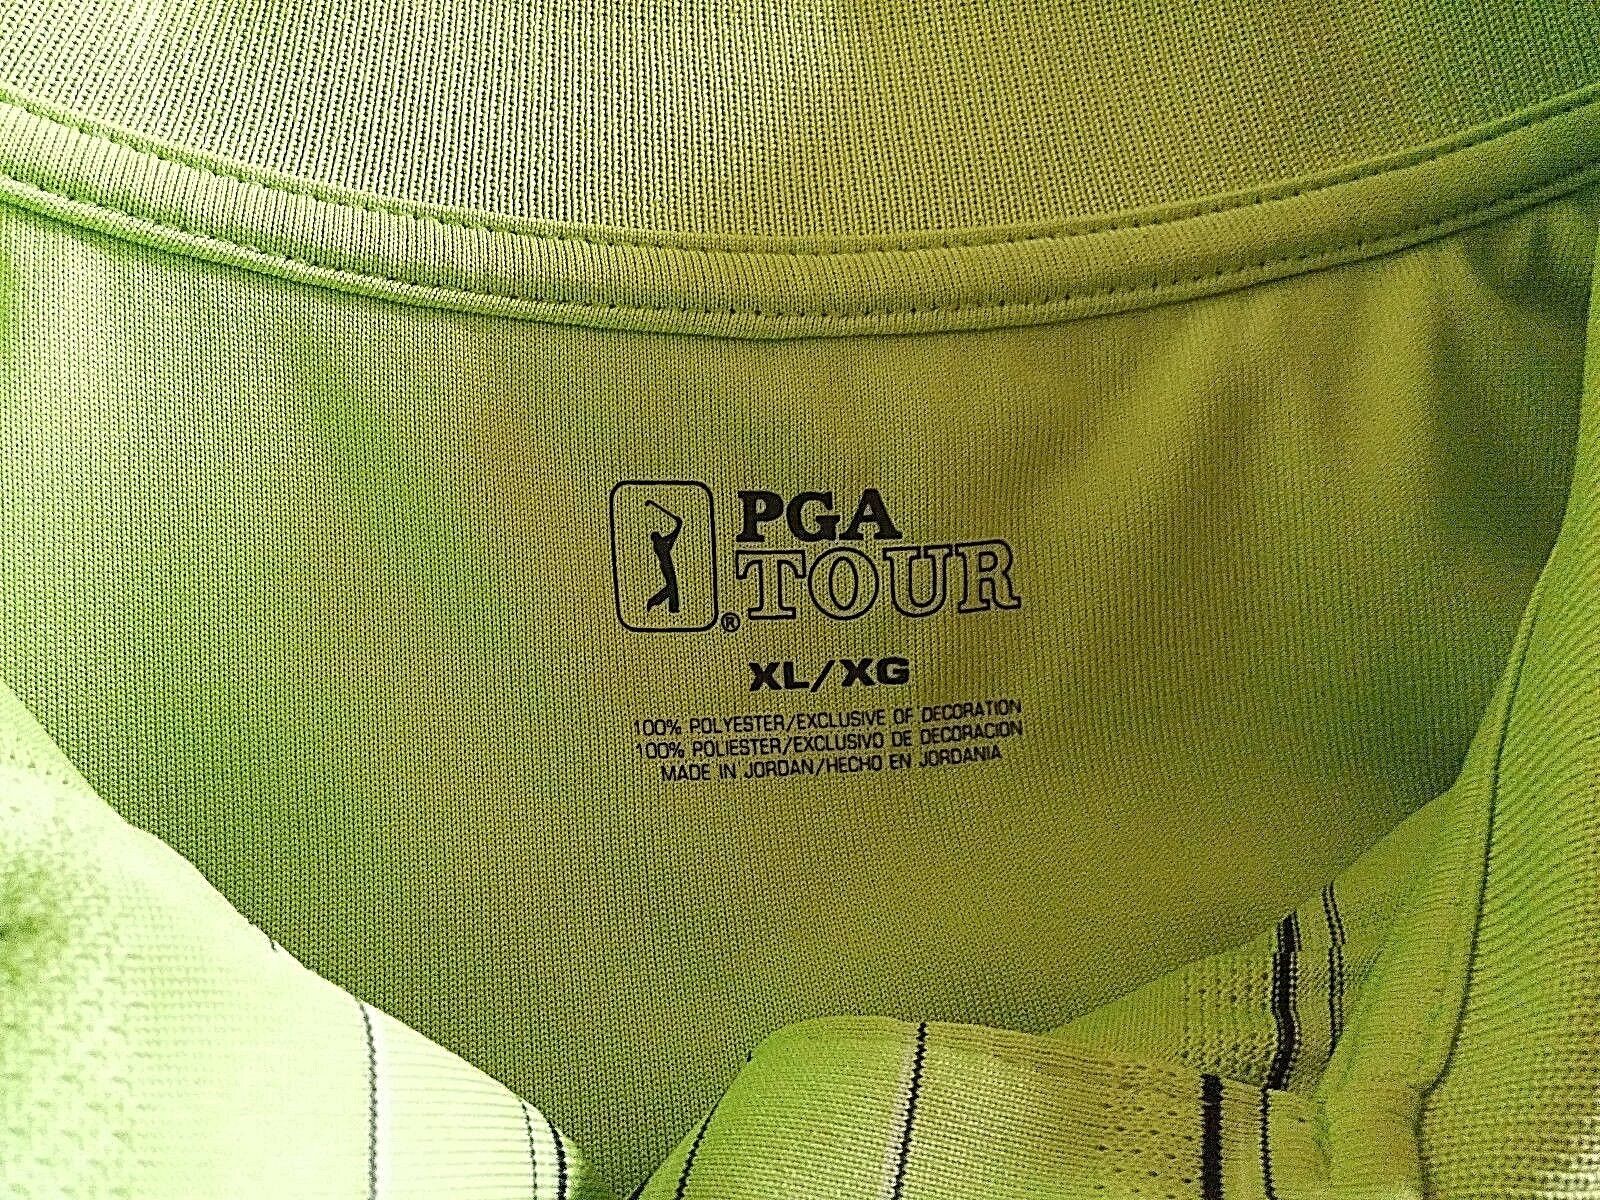 PGA
TOUR
®
XL/XG
100% POLYESTER/EXCLUSIVE OF DECORATION
100% POLIESTER/EXCLUSIVO DE DECORACION
MADE IN JORDAN/HECHO EN JORDANIA